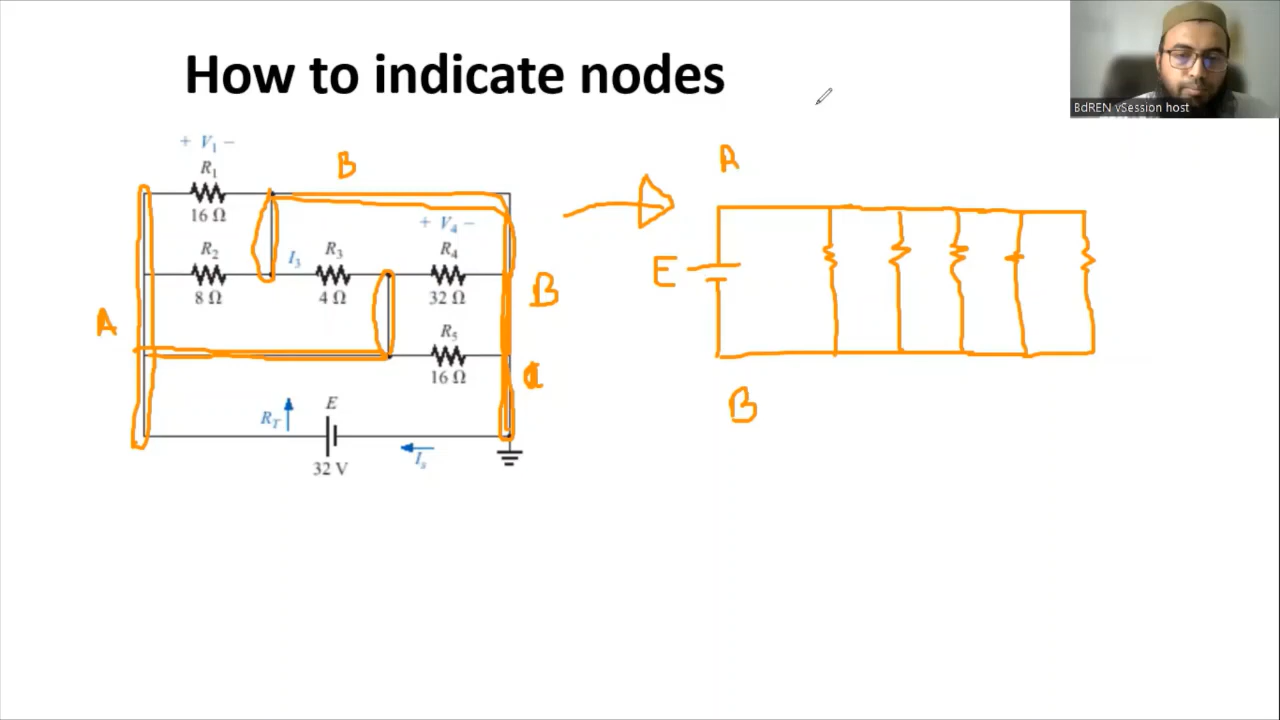 How to indicate nodes
BdREN vSession host
+ V₁ −
R₁
16 Ω
B
+ V₄ −
R₂
8 Ω
I₃
R₃
4 Ω
R₄
32 Ω
B
A
R₅
16 Ω
R_T
E
32 V
Iₛ
A
E
B